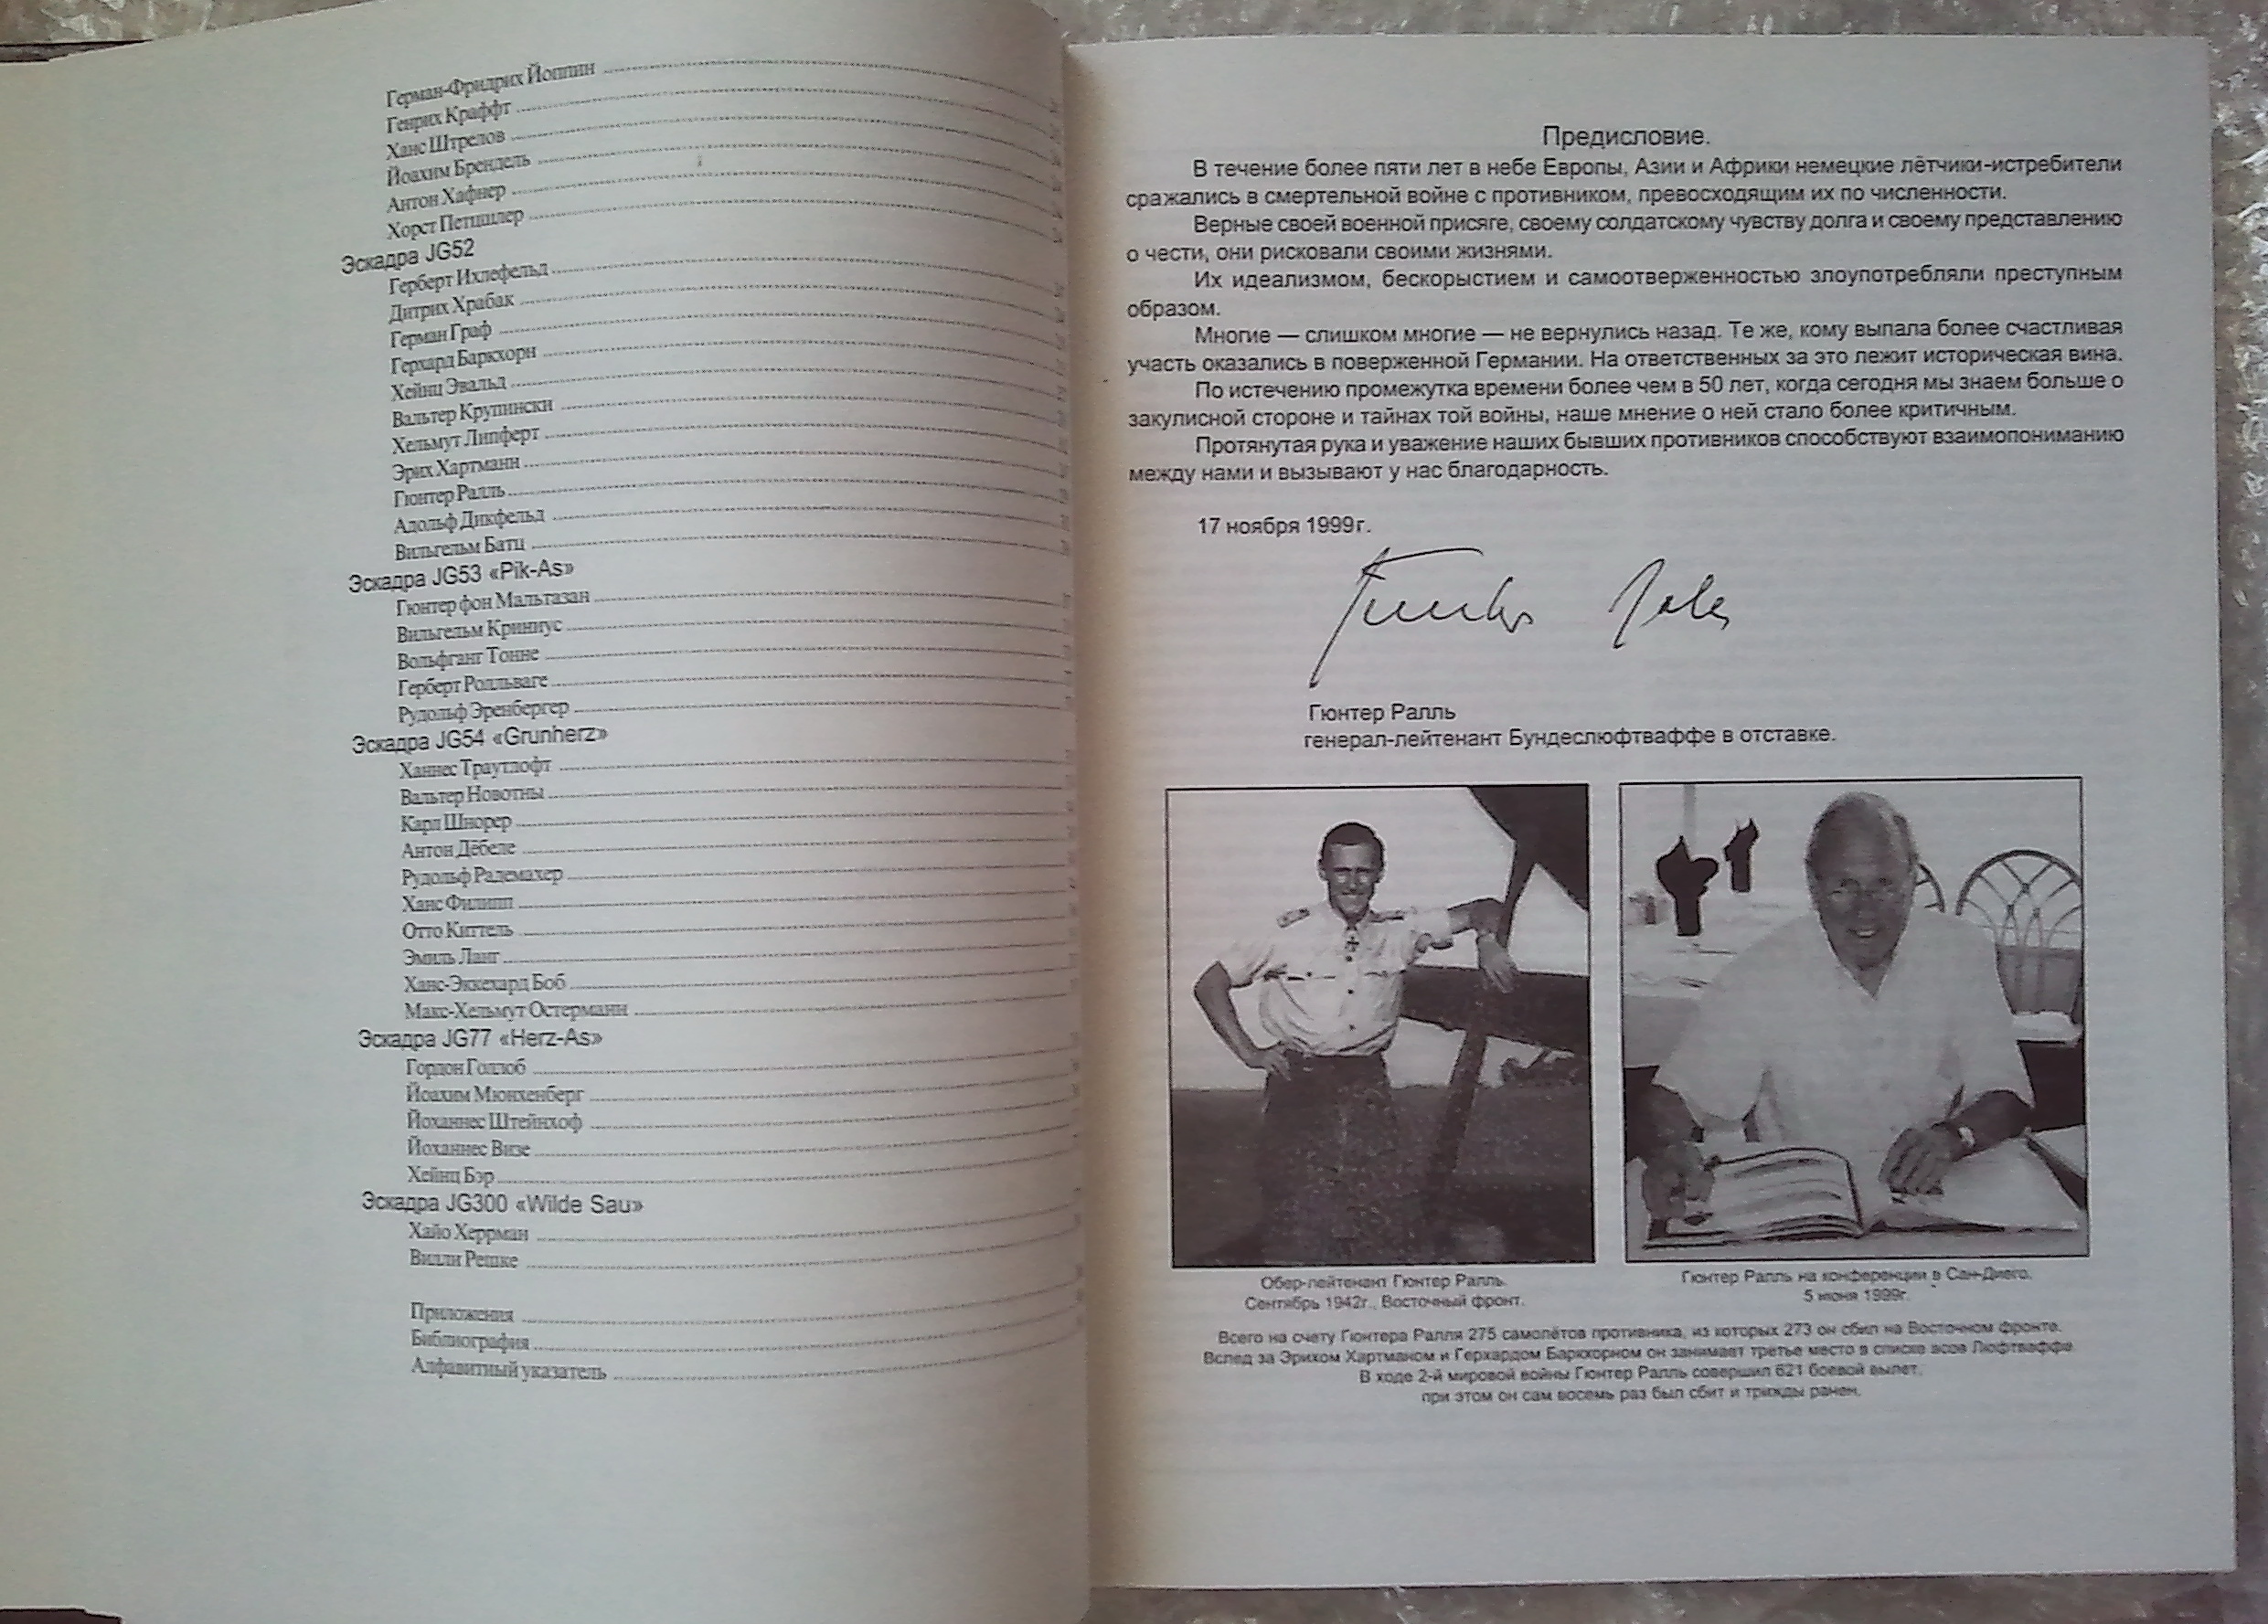 Герман-Фридрих Йоппин
Генрих Краффт
Ханс Штрелов
Йоахим Брендель
Антон Хафнер
Хорст Петцшлер
Эскадра JG52
Герберт Ихлефельд
Дитрих Храбак
Герман Граф
Герхард Баркхорн
Хейнц Эвальд
Вальтер Крупински
Хельмут Липферт
Эрих Хартманн
Гюнтер Ралль
Адольф Дикфельд
Вильгельм Батц
Эскадра JG53 «Pik-As»
Гюнтер фон Мальтазан
Вильгельм Криниус
Вольфганг Тонне
Герберт Ролльваге
Рудольф Эренбергер
Эскадра JG54 «Grunherz»
Ханнес Траутлофт
Вальтер Новотны
Карл Шнорер
Антон Дёбеле
Рудольф Радемахер
Ханс Филипп
Отто Киттель
Эмиль Ланг
Ханс-Эккехард Боб
Макс-Хельмут Остерманн
Эскадра JG77 «Herz-As»
Гордон Голлоб
Йоахим Мюнхенберг
Йоханнес Штейнхоф
Йоханнес Визе
Хейнц Бэр
Эскадра JG300 «Wilde Sau»
Хайо Херрман
Вилли Решке
Приложения
Библиография
Алфавитный указатель
Предисловие.
В течение более пяти лет в небе Европы, Азии и Африки немецкие лётчики-истребители
сражались в смертельной войне с противником, превосходящим их по численности.
Верные своей военной присяге, своему солдатскому чувству долга и своему представлению
о чести, они рисковали своими жизнями.
Их идеализмом, бескорыстием и самоотверженностью злоупотребляли преступным
образом.
Многие — слишком многие — не вернулись назад. Те же, кому выпала более счастливая
участь оказались в поверженной Германии. На ответственных за это лежит историческая вина.
По истечению промежутка времени более чем в 50 лет, когда сегодня мы знаем больше о
закулисной стороне и тайнах той войны, наше мнение о ней стало более критичным.
Протянутая рука и уважение наших бывших противников способствуют взаимопониманию
между нами и вызывают у нас благодарность.
17 ноября 1999г.
Гюнтер Ралль
генерал-лейтенант Бундеслюфтваффе в отставке.
Обер-лейтенант Гюнтер Ралль.
Сентябрь 1942г., Восточный фронт.
Гюнтер Ралль на конференции в Сан-Диего.
5 июня 1999г.
Всего на счету Гюнтера Ралля 275 самолётов противника, из которых 273 он сбил на Восточном фронте.
Вслед за Эрихом Хартманом и Герхардом Баркхорном он занимает третье место в списке асов Люфтваффе.
В ходе 2-й мировой войны Гюнтер Ралль совершил 621 боевой вылет,
при этом он сам восемь раз был сбит и трижды ранен.